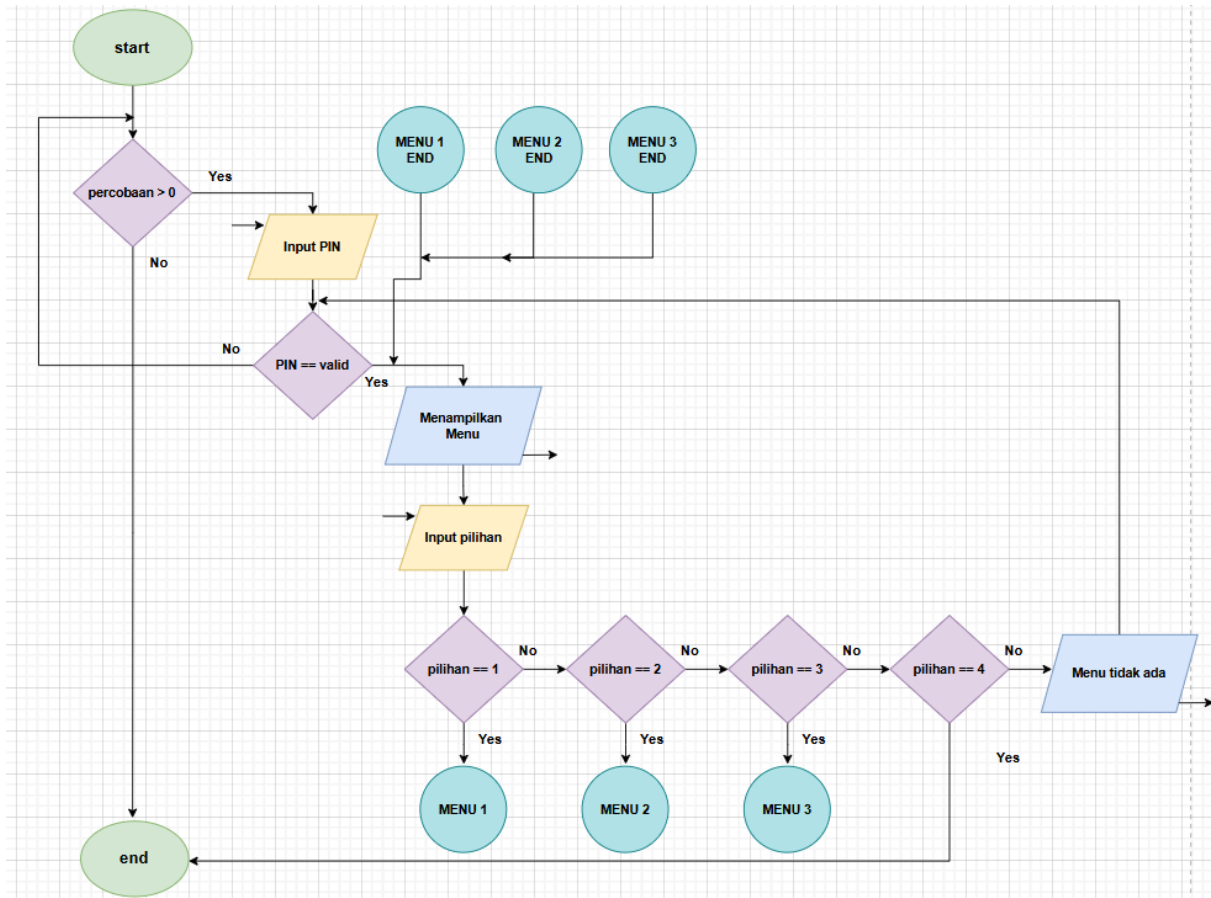 start
MENU 1
END
MENU 2
END
MENU 3
END
percobaan > 0
Yes
Input PIN
No
No
PIN == valid
Yes
Menampilkan
Menu
Input pilihan
pilihan == 1
No
pilihan == 2
No
pilihan == 3
No
pilihan == 4
No
Menu tidak ada
Yes
Yes
Yes
Yes
MENU 1
MENU 2
MENU 3
end